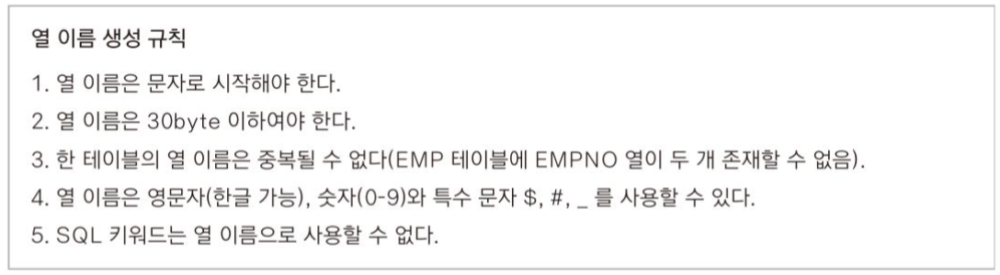 열 이름 생성 규칙
1. 열 이름은 문자로 시작해야 한다.
2. 열 이름은 30byte 이하여야 한다.
3. 한 테이블의 열 이름은 중복될 수 없다(EMP 테이블에 EMPNO 열이 두 개 존재할 수 없음).
4. 열 이름은 영문자(한글 가능), 숫자(0-9)와 특수 문자 $, #, _ 를 사용할 수 있다.
5. SQL 키워드는 열 이름으로 사용할 수 없다.